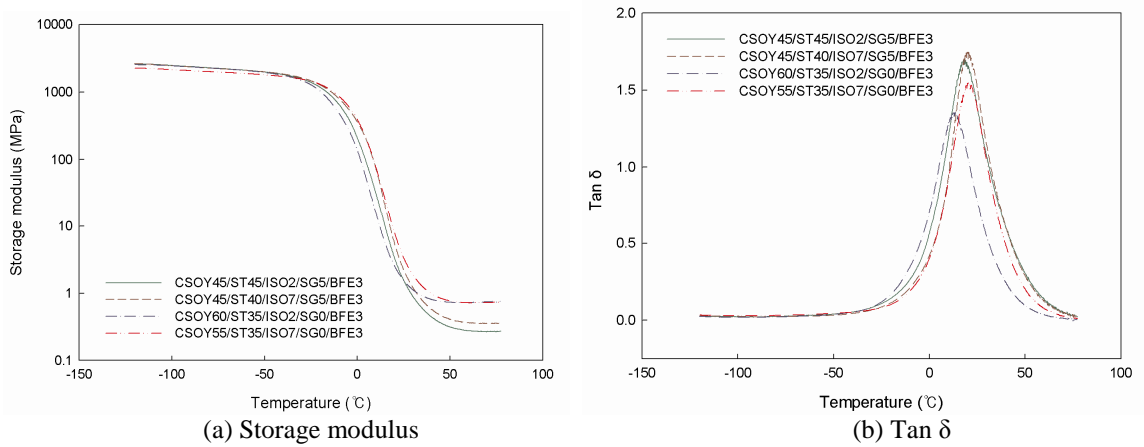 10000
1000
100
10
1
0.1
Storage modulus (MPa)
CSOY45/ST45/ISO2/SG5/BFE3
CSOY45/ST40/ISO7/SG5/BFE3
CSOY60/ST35/ISO2/SG0/BFE3
CSOY55/ST35/ISO7/SG0/BFE3
-150
-100
-50
0
50
100
Temperature (℃)
(a) Storage modulus
2.0
1.5
1.0
0.5
0.0
Tan δ
CSOY45/ST45/ISO2/SG5/BFE3
CSOY45/ST40/ISO7/SG5/BFE3
CSOY60/ST35/ISO2/SG0/BFE3
CSOY55/ST35/ISO7/SG0/BFE3
-150
-100
-50
0
50
100
Temperature (℃)
(b) Tan δ